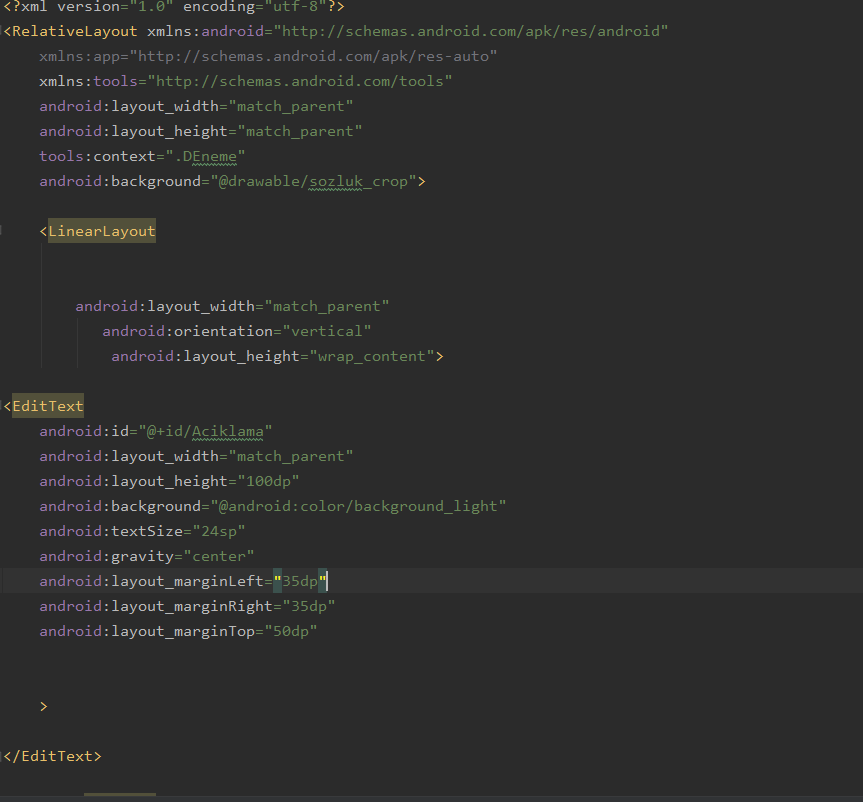 <?xml version="1.0" encoding="utf-8"?>
<RelativeLayout xmlns:android="http://schemas.android.com/apk/res/android"
    xmlns:app="http://schemas.android.com/apk/res-auto"
    xmlns:tools="http://schemas.android.com/tools"
    android:layout_width="match_parent"
    android:layout_height="match_parent"
    tools:context=".DEneme"
    android:background="@drawable/sozluk_crop">
    <LinearLayout
        android:layout_width="match_parent"
           android:orientation="vertical"
            android:layout_height="wrap_content">
<EditText
    android:id="@+id/Aciklama"
    android:layout_width="match_parent"
    android:layout_height="100dp"
    android:background="@android:color/background_light"
    android:textSize="24sp"
    android:gravity="center"
    android:layout_marginLeft="35dp"
    android:layout_marginRight="35dp"
    android:layout_marginTop="50dp"
    >
</EditText>